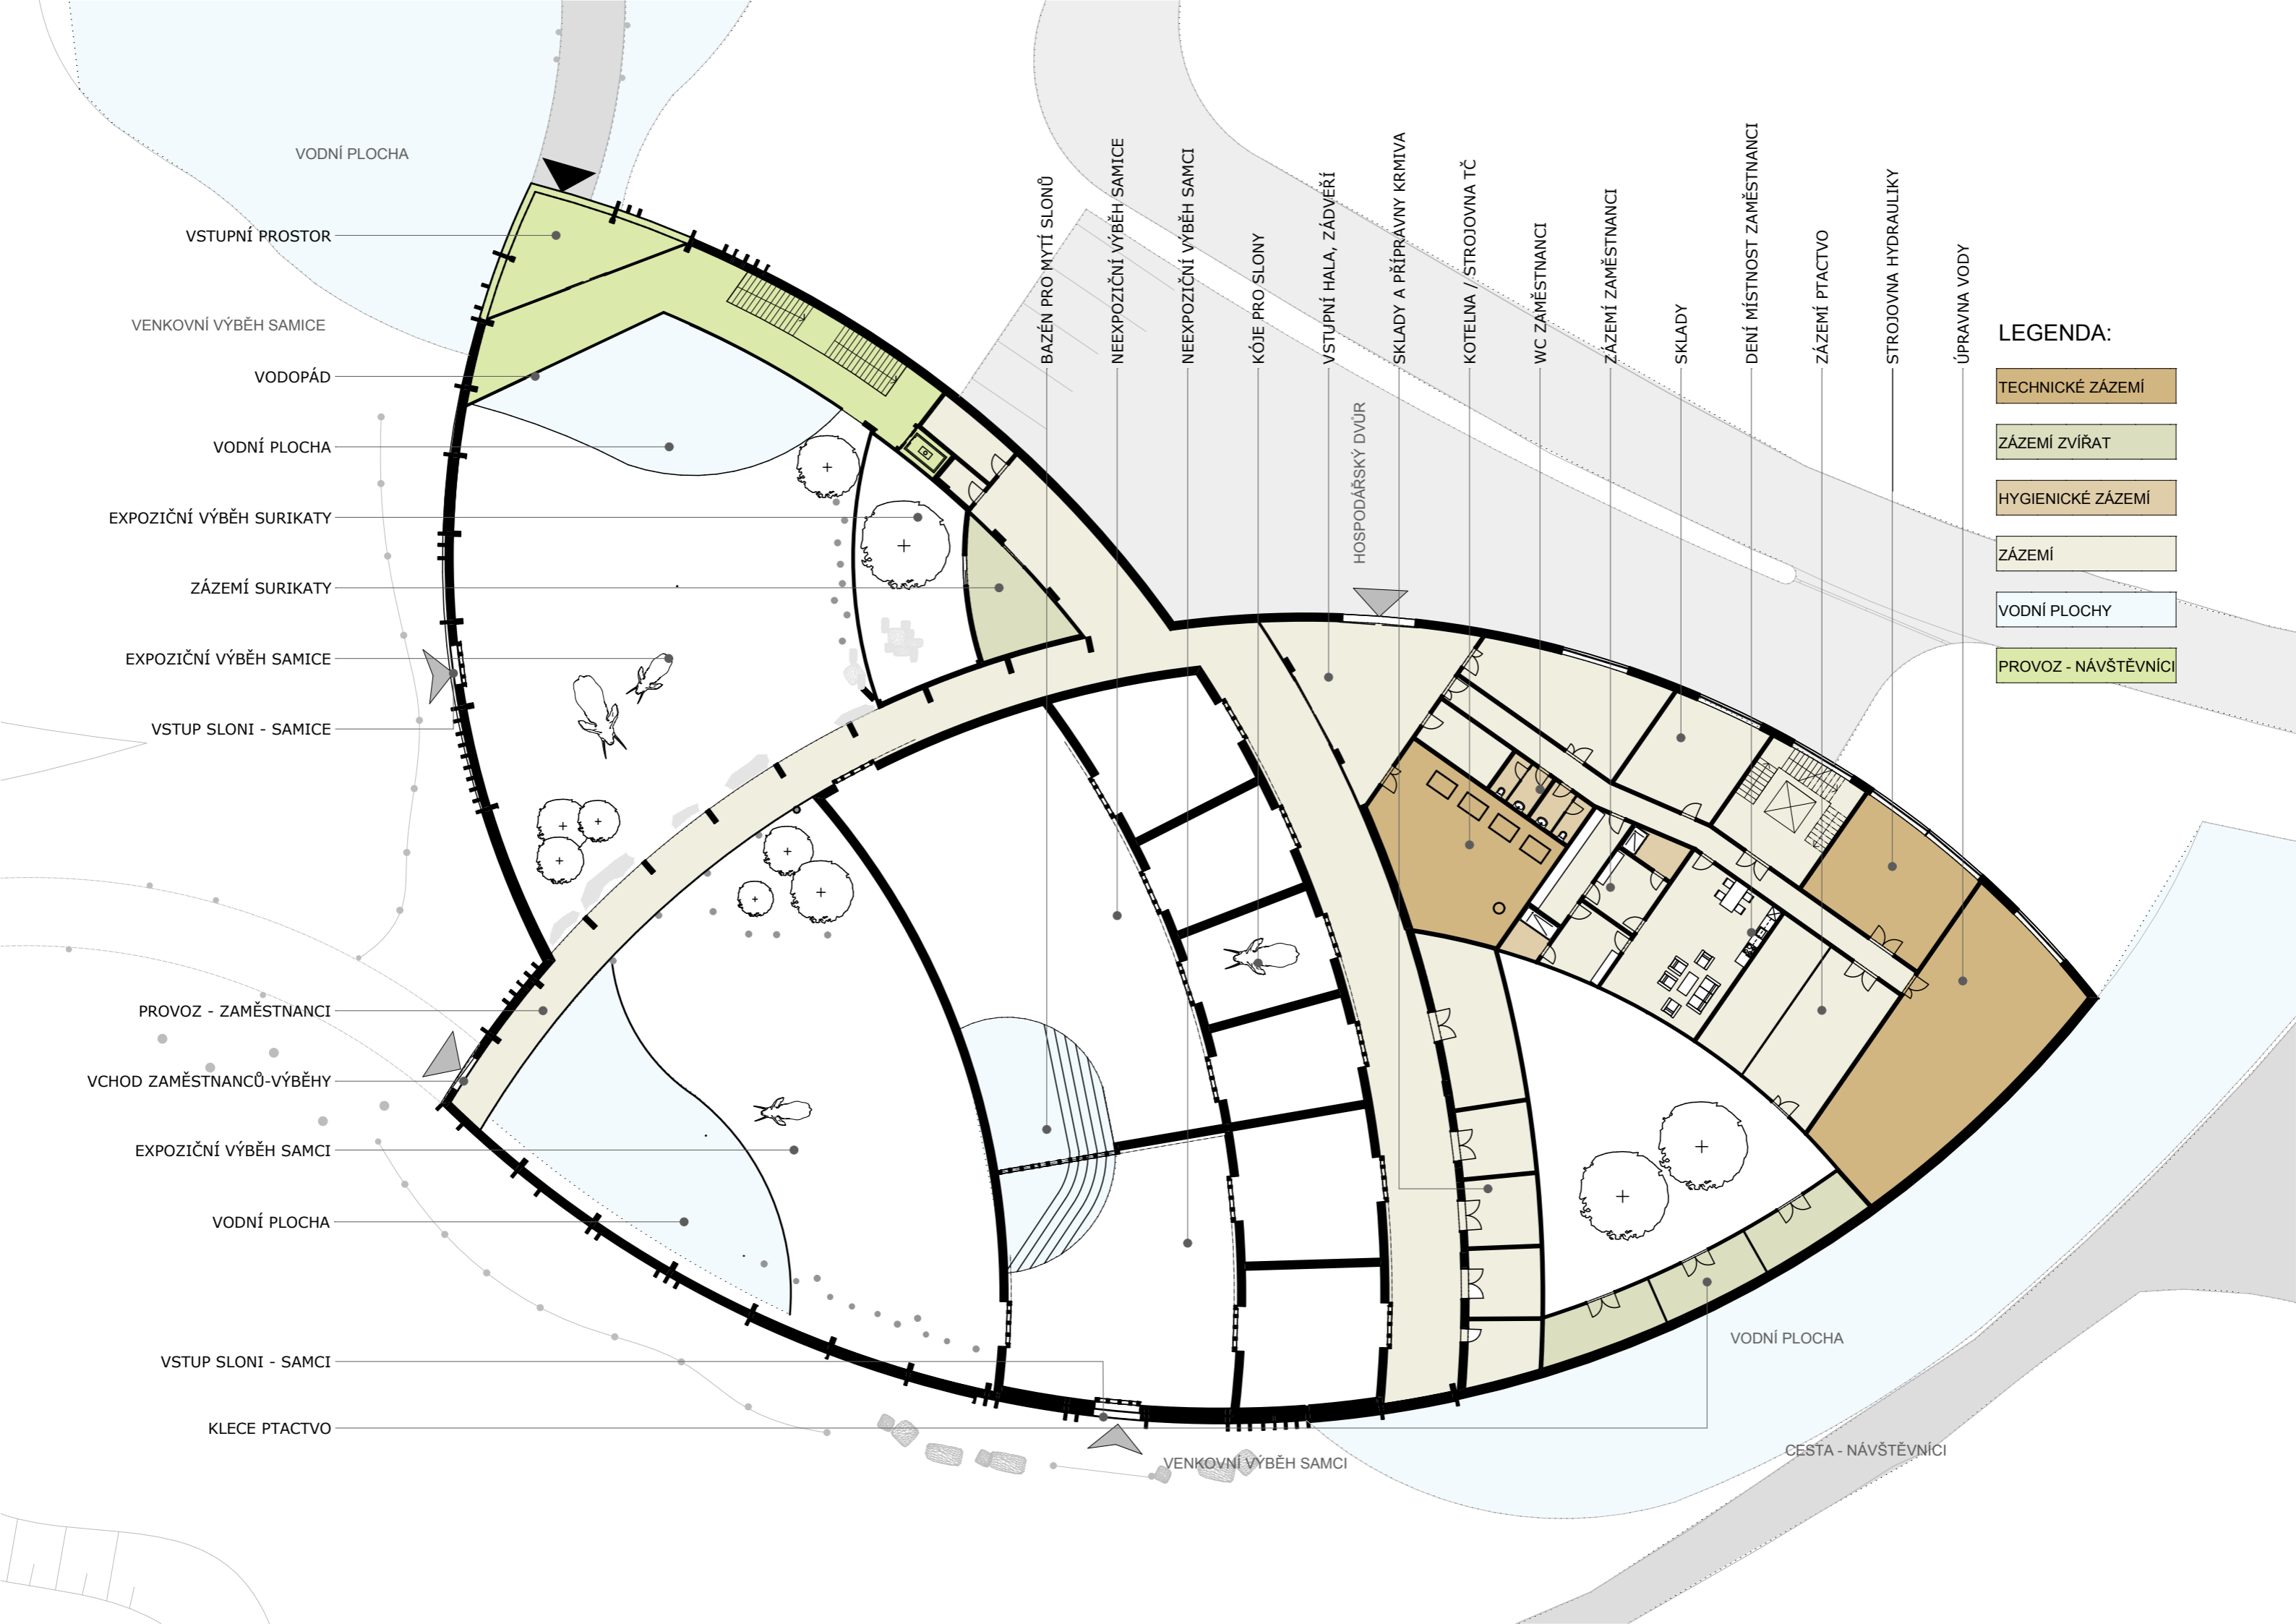 VODNÍ PLOCHA
VENKOVNÍ VÝBĚH SAMICE
VSTUPNÍ PROSTOR
VODOPÁD
VODNÍ PLOCHA
EXPOZIČNÍ VÝBĚH SURIKATY
ZÁZEMÍ SURIKATY
EXPOZIČNÍ VÝBĚH SAMICE
VSTUP SLONI - SAMICE
PROVOZ - ZAMĚSTNANCI
VCHOD ZAMĚSTNANCŮ-VÝBĚHY
EXPOZIČNÍ VÝBĚH SAMCI
VODNÍ PLOCHA
VSTUP SLONI - SAMCI
KLECE PTACTVO
BAZÉN PRO MYTÍ SLONŮ
NEEXPOZIČNÍ VÝBĚH SAMICE
NEEXPOZIČNÍ VÝBĚH SAMCI
KÓJE PRO SLONY
VSTUPNÍ HALA, ZÁDVEŘÍ
SKLADY A PŘÍPRAVNY KRMIVA
KOTELNA / STROJOVNA TČ
WC ZAMĚSTNANCI
ZÁZEMÍ ZAMĚSTNANCI
SKLADY
DENÍ MÍSTNOST ZAMĚSTNANCI
ZÁZEMÍ PTACTVO
STROJOVNA HYDRAULIKY
ÚPRAVNA VODY
HOSPODÁŘSKÝ DVŮR
LEGENDA:
TECHNICKÉ ZÁZEMÍ
ZÁZEMÍ ZVÍŘAT
HYGIENICKÉ ZÁZEMÍ
ZÁZEMÍ
VODNÍ PLOCHY
PROVOZ - NÁVŠTĚVNÍCI
VODNÍ PLOCHA
CESTA - NÁVŠTĚVNÍCI
VENKOVNÍ VÝBĚH SAMCI